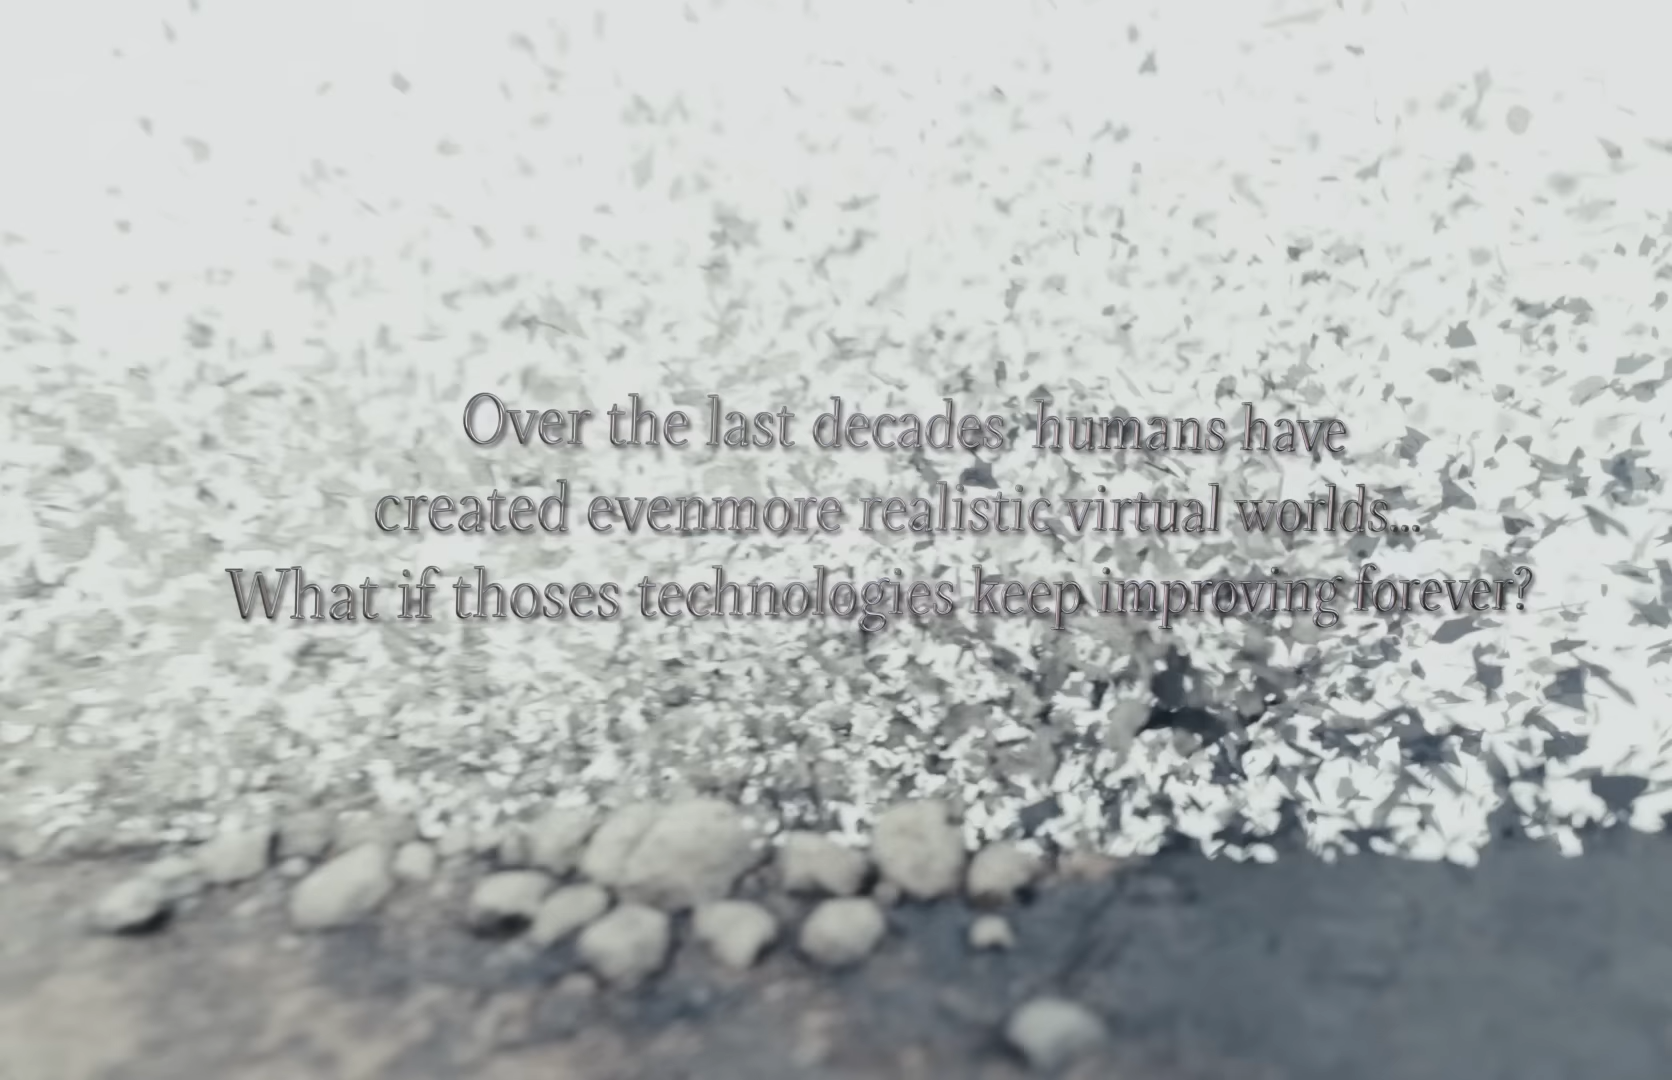 Over the last decades humans have
created evenmore realistic virtual worlds...
What if thoses technologies keep improving forever?